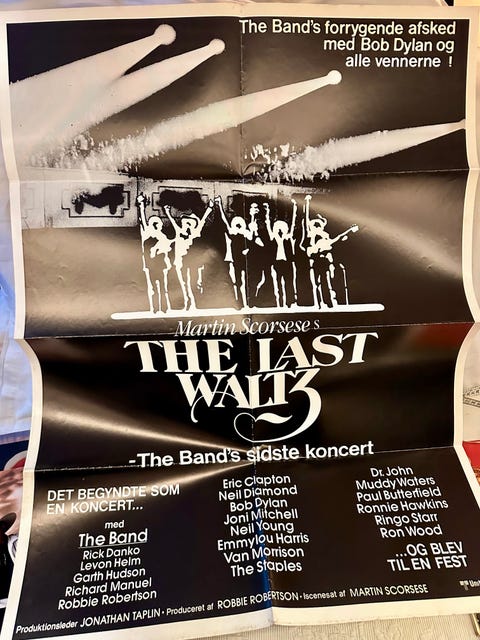 The Band's forrygende afsked
med Bob Dylan og
alle vennerne !
Martin Scorsese's
THE LAST
WALTZ
-The Band's sidste koncert
DET BEGYNDTE SOM
EN KONCERT...
med
The Band
Rick Danko
Levon Helm
Garth Hudson
Richard Manuel
Robbie Robertson
Eric Clapton
Neil Diamond
Bob Dylan
Joni Mitchell
Neil Young
Emmylou Harris
Van Morrison
The Staples
Dr. John
Muddy Waters
Paul Butterfield
Ronnie Hawkins
Ringo Starr
Ron Wood
...OG BLEV
TIL EN FEST
Produktionsleder JONATHAN TAPLIN · Produceret af ROBBIE ROBERTSON · Iscenesat af MARTIN SCORSESE